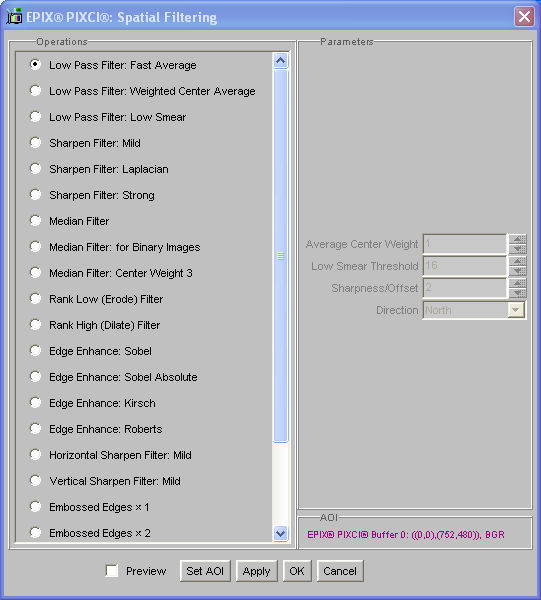 EPIX® PIXCI®: Spatial Filtering
Operations
Low Pass Filter: Fast Average
Low Pass Filter: Weighted Center Average
Low Pass Filter: Low Smear
Sharpen Filter: Mild
Sharpen Filter: Laplacian
Sharpen Filter: Strong
Median Filter
Median Filter: for Binary Images
Median Filter: Center Weight 3
Rank Low (Erode) Filter
Rank High (Dilate) Filter
Edge Enhance: Sobel
Edge Enhance: Sobel Absolute
Edge Enhance: Kirsch
Edge Enhance: Roberts
Horizontal Sharpen Filter: Mild
Vertical Sharpen Filter: Mild
Embossed Edges × 1
Embossed Edges × 2
Parameters
Average Center Weight 1
Low Smear Threshold 16
Sharpness/Offset 2
Direction North
AOI
EPIX® PIXCI® Buffer 0: ((0,0),(752,480)), BGR
Preview Set AOI Apply OK Cancel